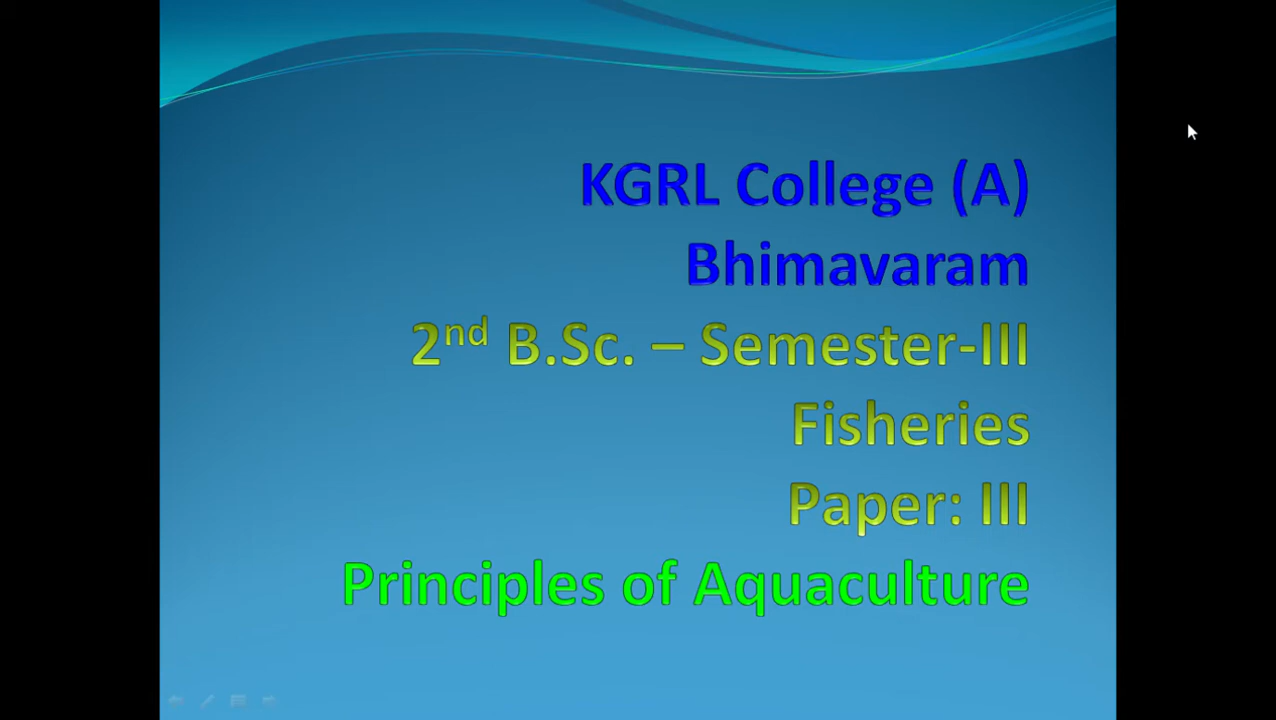 KGRL College (A)
Bhimavaram
2nd B.Sc. – Semester-III
Fisheries
Paper: III
Principles of Aquaculture